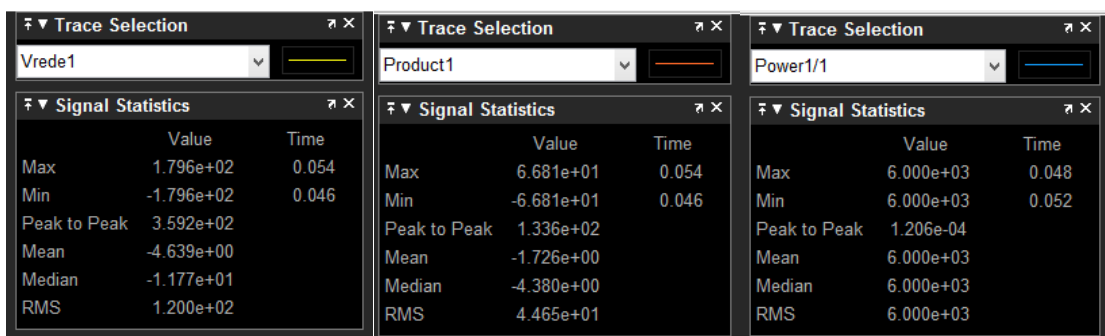 Trace Selection
Vrede1
Signal Statistics
Value Time
Max 1.796e+02 0.054
Min -1.796e+02 0.046
Peak to Peak 3.592e+02
Mean -4.639e+00
Median -1.177e+01
RMS 1.200e+02
Trace Selection
Product1
Signal Statistics
Value Time
Max 6.681e+01 0.054
Min -6.681e+01 0.046
Peak to Peak 1.336e+02
Mean -1.726e+00
Median -4.380e+00
RMS 4.465e+01
Trace Selection
Power1/1
Signal Statistics
Value Time
Max 6.000e+03 0.048
Min 6.000e+03 0.052
Peak to Peak 1.206e-04
Mean 6.000e+03
Median 6.000e+03
RMS 6.000e+03